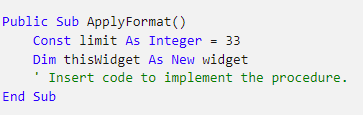 Public Sub ApplyFormat()
    Const limit As Integer = 33
    Dim thisWidget As New widget
    ' Insert code to implement the procedure.
End Sub